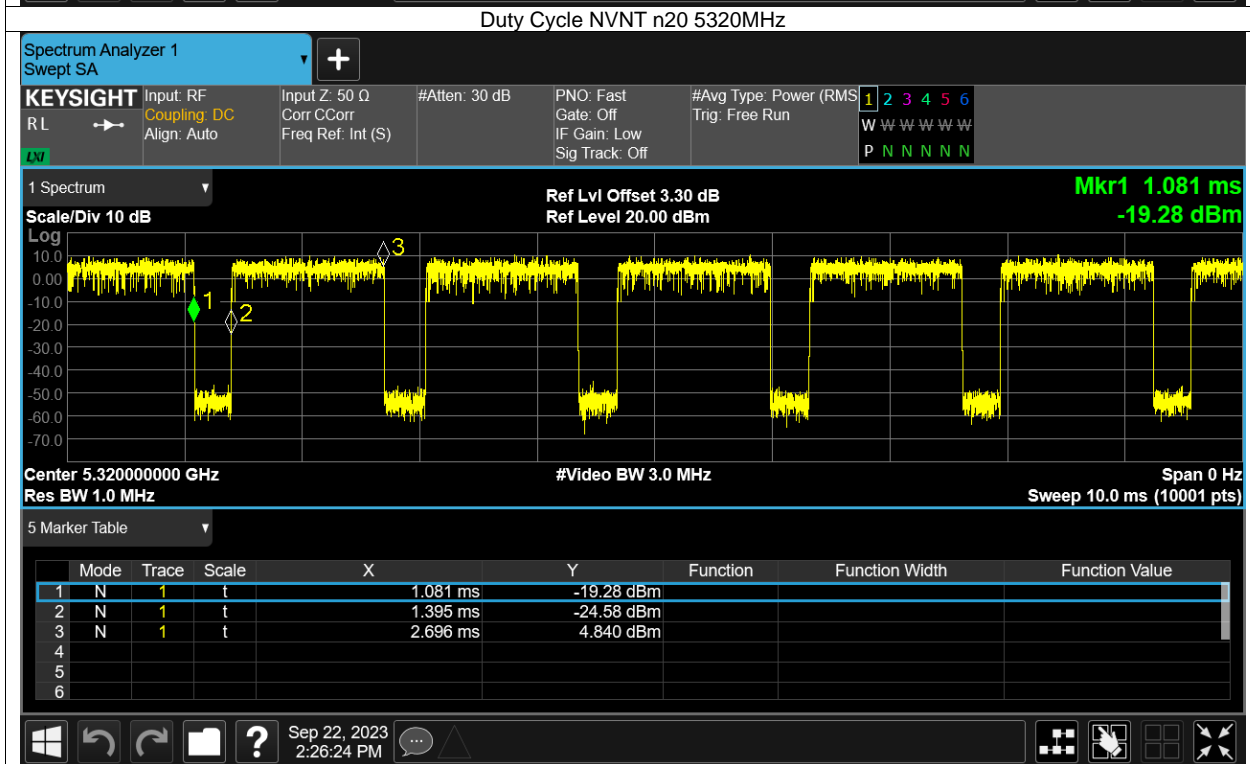 Duty Cycle NVNT n20 5320MHz
Spectrum Analyzer 1
Swept SA
KEYSIGHT
R L
LXI
Input: RF
Coupling: DC
Align: Auto
Input Z: 50 Ω
Corr CCorr
Freq Ref: Int (S)
#Atten: 30 dB
PNO: Fast
Gate: Off
IF Gain: Low
Sig Track: Off
#Avg Type: Power (RMS
Trig: Free Run
1 2 3 4 5 6
W W W W W W
P N N N N N
1 Spectrum
Scale/Div 10 dB
Ref Lvl Offset 3.30 dB
Ref Level 20.00 dBm
Mkr1 1.081 ms
-19.28 dBm
Log
10.0
0.00
-10.0
-20.0
-30.0
-40.0
-50.0
-60.0
-70.0
1
2
3
Center 5.320000000 GHz
#Video BW 3.0 MHz
Span 0 Hz
Res BW 1.0 MHz
Sweep 10.0 ms (10001 pts)
5 Marker Table
Mode Trace Scale X Y Function Function Width Function Value
1 N 1 t 1.081 ms -19.28 dBm
2 N 1 t 1.395 ms -24.58 dBm
3 N 1 t 2.696 ms 4.840 dBm
4
5
6
?
Sep 22, 2023
2:26:24 PM